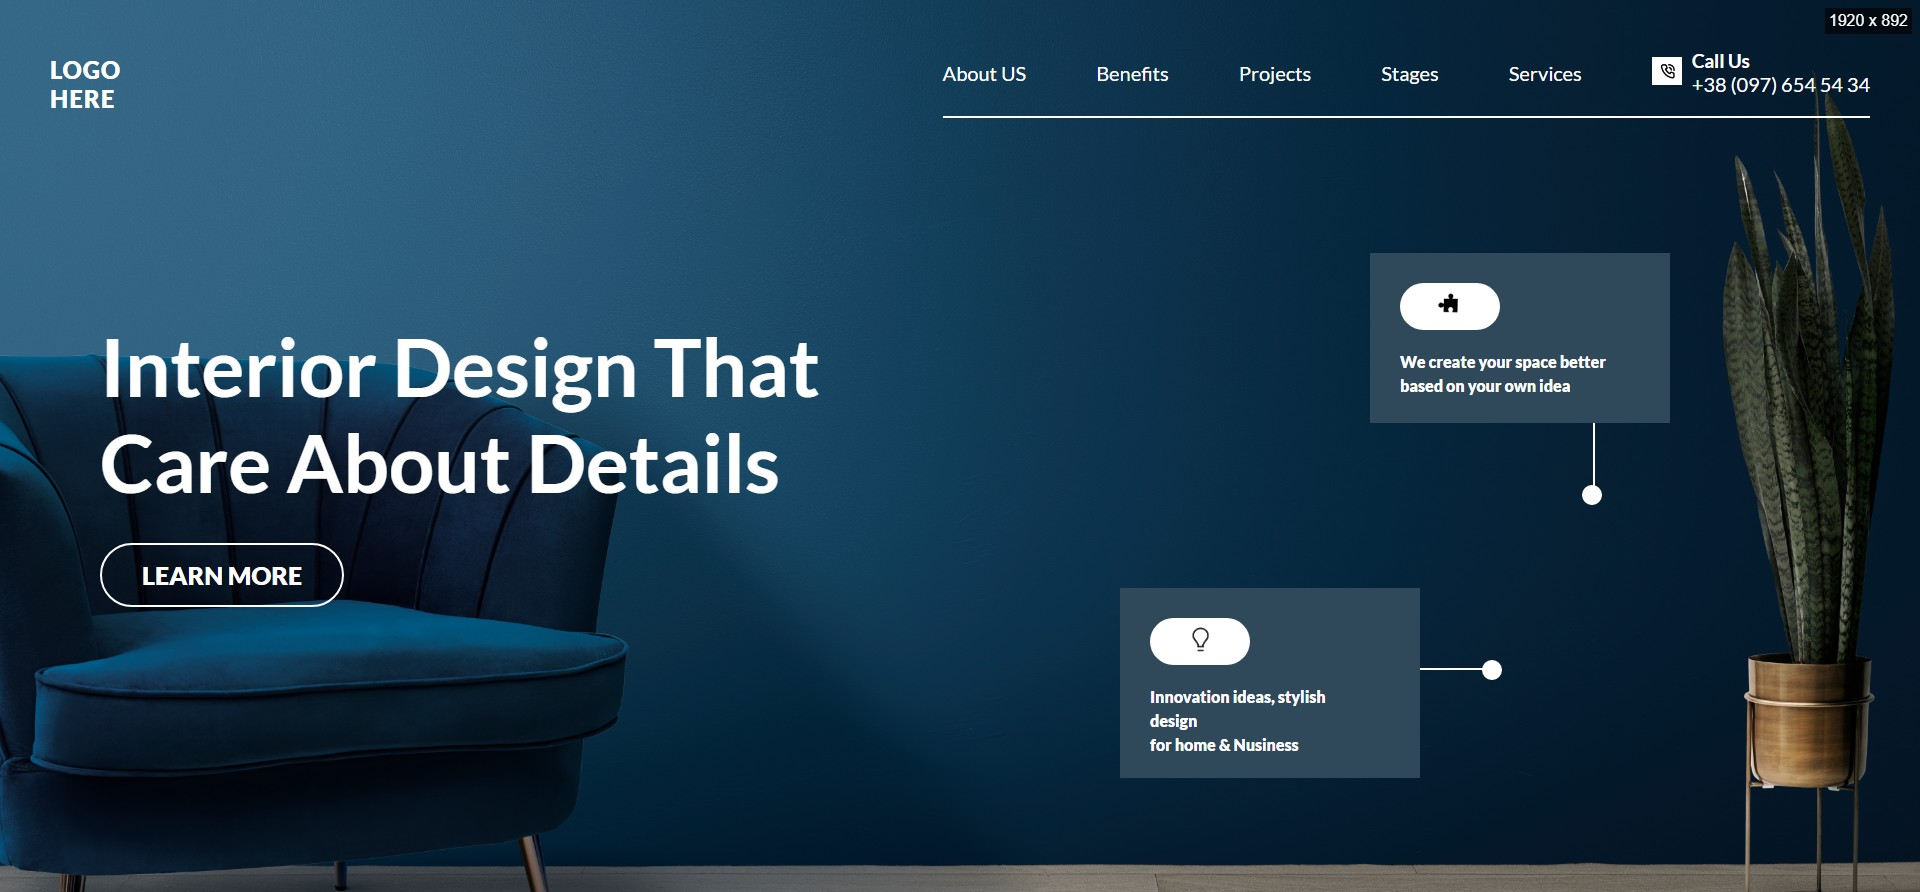 1920 x 892
LOGO
HERE
About US
Benefits
Projects
Stages
Services
Call Us
+38 (097) 654 54 34
Interior Design That
Care About Details
LEARN MORE
We create your space better
based on your own idea
Innovation ideas, stylish
design
for home & Nusiness